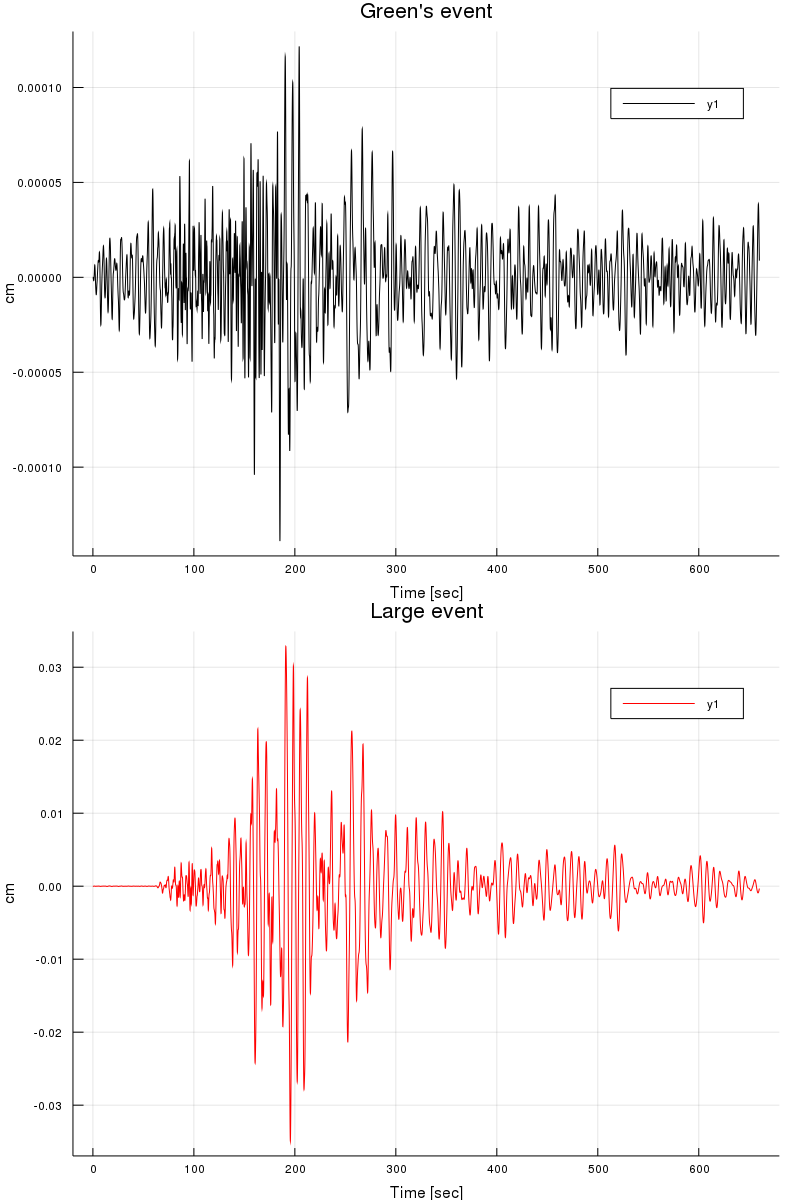 Green's event
0.00010
y1
0.00005
0.00000
cm
-0.00005
-0.00010
0 100 200 300 400 500 600
Time [sec]
Large event
0.03
y1
0.02
0.01
0.00
cm
-0.01
-0.02
-0.03
0 100 200 300 400 500 600
Time [sec]